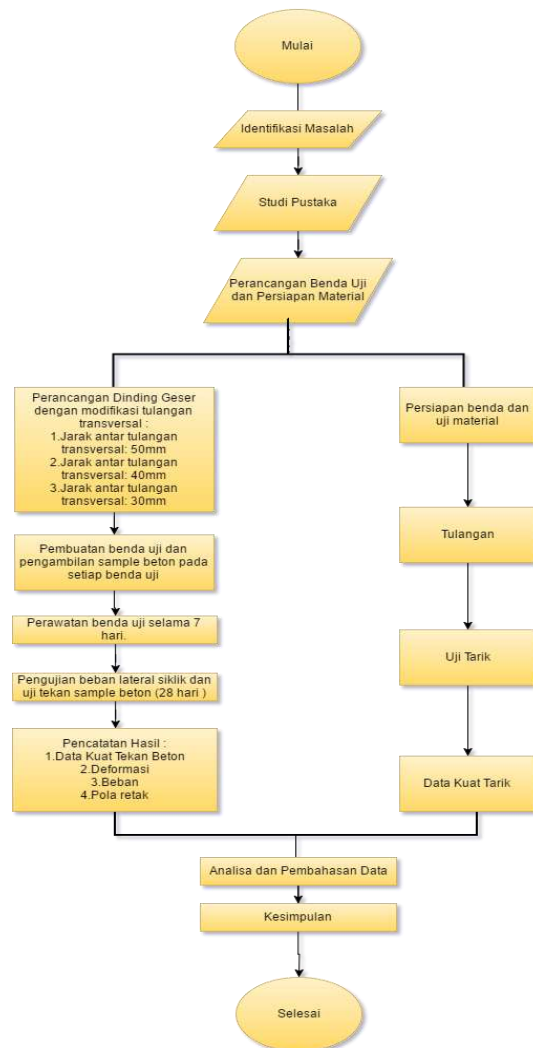 Mulai
Identifikasi Masalah
Studi Pustaka
Perancangan Benda Uji
dan Persiapan Material
Perancangan Dinding Geser
dengan modifikasi tulangan
transversal :
1.Jarak antar tulangan
transversal: 50mm
2.Jarak antar tulangan
transversal: 40mm
3.Jarak antar tulangan
transversal: 30mm
Pembuatan benda uji dan
pengambilan sample beton pada
setiap benda uji
Perawatan benda uji selama 7
hari.
Pengujian beban lateral siklik dan
uji tekan sample beton (28 hari )
Pencatatan Hasil :
1.Data Kuat Tekan Beton
2.Deformasi
3.Beban
4.Pola retak
Persiapan benda dan
uji material
Tulangan
Uji Tarik
Data Kuat Tarik
Analisa dan Pembahasan Data
Kesimpulan
Selesai